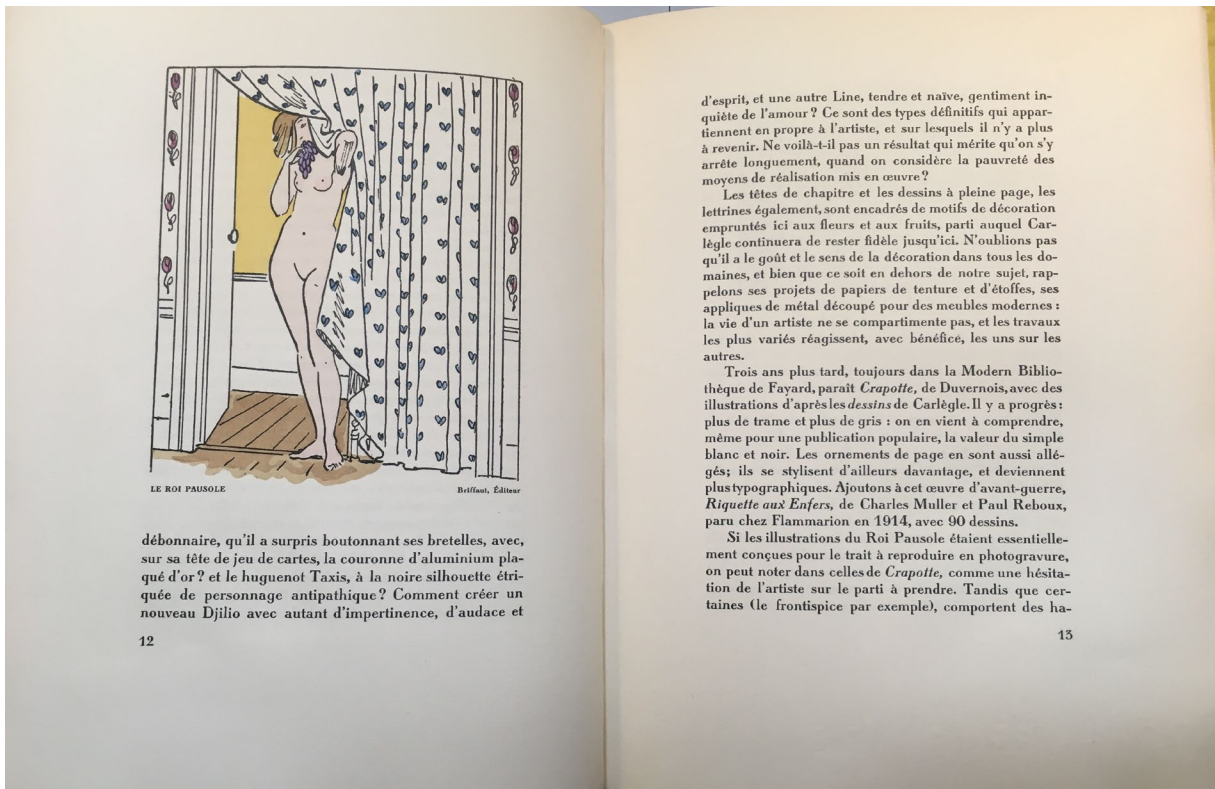 LE ROI PAUSOLE
Briffaut, Éditeur
débonnaire, qu'il a surpris boutonnant ses bretelles, avec,
sur sa tête de jeu de cartes, la couronne d'aluminium pla-
qué d'or ? et le huguenot Taxis, à la noire silhouette étri-
quée de personnage antipathique ? Comment créer un
nouveau Djilio avec autant d'impertinence, d'audace et
12
d'esprit, et une autre Line, tendre et naïve, gentiment in-
quiète de l'amour ? Ce sont des types définitifs qui appar-
tiennent en propre à l'artiste, et sur lesquels il n'y a plus
à revenir. Ne voilà-t-il pas un résultat qui mérite qu'on s'y
arrête longuement, quand on considère la pauvreté des
moyens de réalisation mis en œuvre ?
Les têtes de chapitre et les dessins à pleine page, les
lettrines également, sont encadrés de motifs de décoration
empruntés ici aux fleurs et aux fruits, parti auquel Car-
lègle continuera de rester fidèle jusqu'ici. N'oublions pas
qu'il a le goût et le sens de la décoration dans tous les do-
maines, et bien que ce soit en dehors de notre sujet, rap-
pelons ses projets de papiers de tenture et d'étoffes, ses
appliques de métal découpé pour des meubles modernes :
la vie d'un artiste ne se compartimente pas, et les travaux
les plus variés réagissent, avec bénéfice, les uns sur les
autres.
Trois ans plus tard, toujours dans la Modern Biblio-
thèque de Fayard, paraît Crapotte, de Duvernois, avec des
illustrations d'après les dessins de Carlègle. Il y a progrès :
plus de trame et plus de gris : on en vient à comprendre,
même pour une publication populaire, la valeur du simple
blanc et noir. Les ornements de page en sont aussi allé-
gés ; ils se stylisent d'ailleurs davantage, et deviennent
plus typographiques. Ajoutons à cet œuvre d'avant-guerre,
Riquette aux Enfers, de Charles Muller et Paul Reboux,
paru chez Flammarion en 1914, avec 90 dessins.
Si les illustrations du Roi Pausole étaient essentielle-
ment conçues pour le trait à reproduire en photogravure,
on peut noter dans celles de Crapotte, comme une hésita-
tion de l'artiste sur le parti à prendre. Tandis que cer-
taines (le frontispice par exemple), comportent des ha-
13